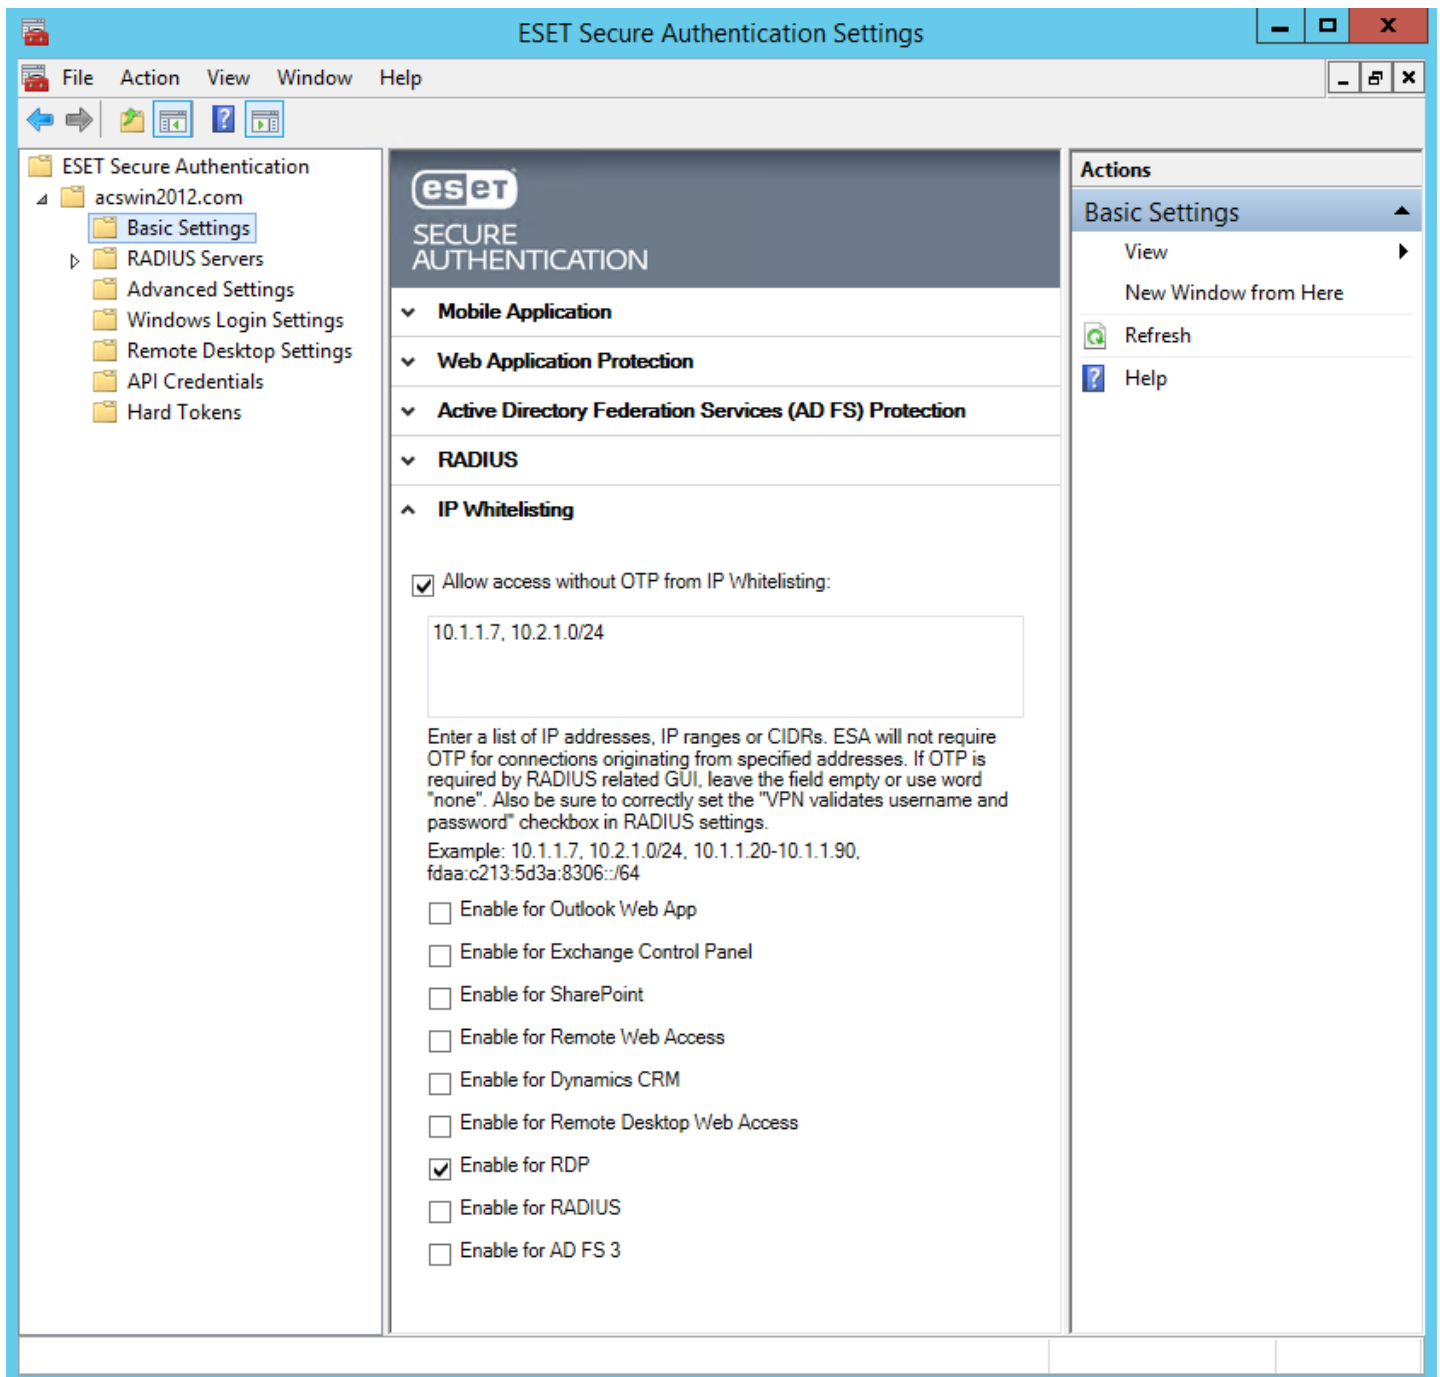 ESET Secure Authentication Settings
File Action View Window Help
ESET Secure Authentication
acswin2012.com
Basic Settings
RADIUS Servers
Advanced Settings
Windows Login Settings
Remote Desktop Settings
API Credentials
Hard Tokens
eseT
SECURE
AUTHENTICATION
Mobile Application
Web Application Protection
Active Directory Federation Services (AD FS) Protection
RADIUS
IP Whitelisting
Allow access without OTP from IP Whitelisting:
10.1.1.7, 10.2.1.0/24
Enter a list of IP addresses, IP ranges or CIDRs. ESA will not require
OTP for connections originating from specified addresses. If OTP is
required by RADIUS related GUI, leave the field empty or use word
"none". Also be sure to correctly set the "VPN validates username and
password" checkbox in RADIUS settings.
Example: 10.1.1.7, 10.2.1.0/24, 10.1.1.20-10.1.1.90,
fdaa:c213:5d3a:8306::/64
Enable for Outlook Web App
Enable for Exchange Control Panel
Enable for SharePoint
Enable for Remote Web Access
Enable for Dynamics CRM
Enable for Remote Desktop Web Access
Enable for RDP
Enable for RADIUS
Enable for AD FS 3
Actions
Basic Settings
View
New Window from Here
Refresh
Help